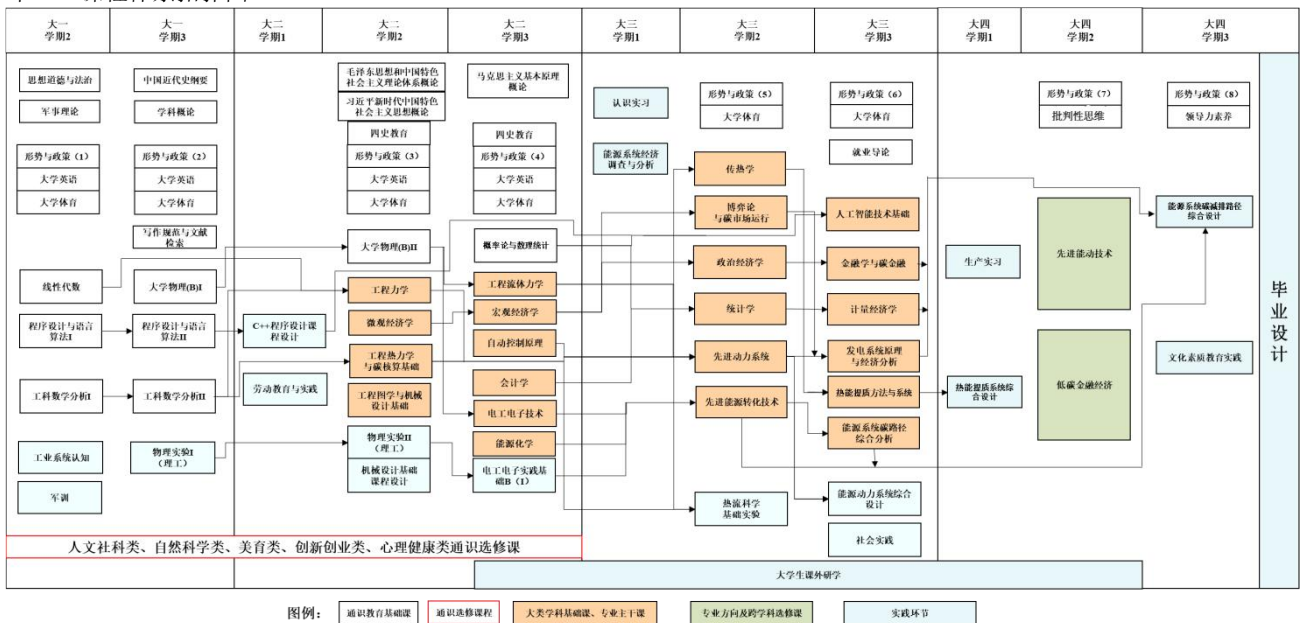 大一
学期2
大一
学期3
大二
学期1
大二
学期2
大二
学期3
大三
学期1
大三
学期2
大三
学期3
大四
学期1
大四
学期2
大四
学期3
思想道德与法治
军事理论
形势与政策（1）
大学英语
大学体育
线性代数
程序设计与语言
算法I
工科数学分析I
工业系统认知
军训
中国近代史纲要
学科概论
形势与政策（2）
大学英语
大学体育
写作规范与文献
检索
大学物理(B)I
程序设计与语言
算法II
工科数学分析II
物理实验I
（理工）
C++程序设计课
程设计
劳动教育与实践
毛泽东思想和中国特色
社会主义理论体系概论
习近平新时代中国特色
社会主义思想概论
四史教育
形势与政策（3）
大学英语
大学体育
大学物理(B)II
工程力学
微观经济学
工程热力学
与碳核算基础
工程图学与机械
设计基础
物理实验II
（理工）
机械设计基础
课程设计
马克思主义基本原理
概论
四史教育
形势与政策（4）
大学英语
大学体育
概率论与数理统计
工程流体力学
宏观经济学
自动控制原理
会计学
电工电子技术
能源化学
电工电子实践基
础B（I）
认识实习
能源系统经济
调查与分析
形势与政策（5）
大学体育
传热学
博弈论
与碳市场运行
政治经济学
统计学
先进动力系统
先进能源转化技术
热流科学
基础实验
形势与政策（6）
大学体育
就业导论
人工智能技术基础
金融学与碳金融
计量经济学
发电系统原理
与经济分析
热能提质方法与系统
能源系统碳路径
综合分析
能源动力系统综合
设计
社会实践
生产实习
热能提质系统综
合设计
形势与政策（7）
批判性思维
先进能动技术
低碳金融经济
形势与政策（8）
领导力素养
能源系统碳减排路径
综合设计
文化素质教育实践
毕业设计
人文社科类、自然科学类、美育类、创新创业类、心理健康类通识选修课
大学生课外研学
图例：
通识教育基础课
通识选修课程
大类学科基础课、专业主干课
专业方向及跨学科选修课
实践环节